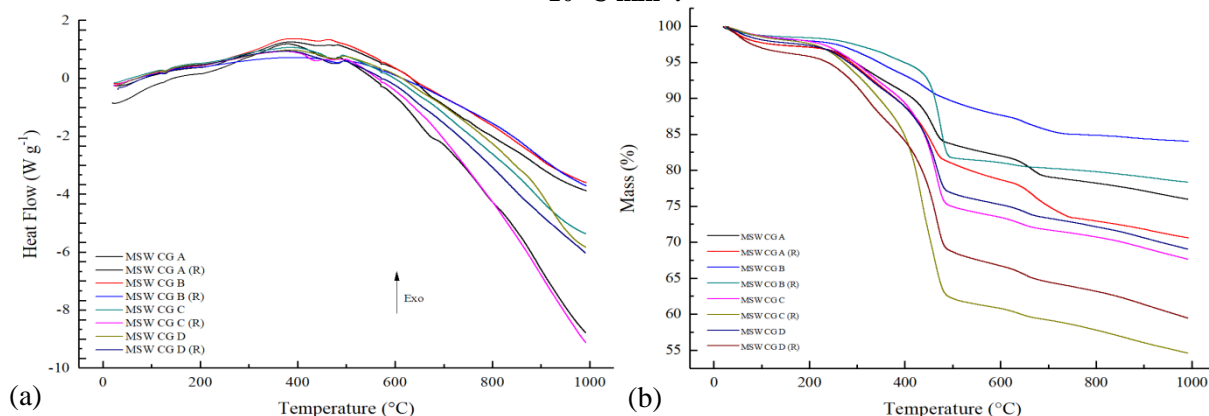 2
0
-2
-4
-6
-8
-10
Heat Flow (W g-1)
MSW CG A
MSW CG A (R)
MSW CG B
MSW CG B (R)
MSW CG C
MSW CG C (R)
MSW CG D
MSW CG D (R)
Exo
0 200 400 600 800 1000
Temperature (°C)
(a)
100
95
90
85
80
75
70
65
60
55
Mass (%)
MSW CG A
MSW CG A (R)
MSW CG B
MSW CG B (R)
MSW CG C
MSW CG C (R)
MSW CG D
MSW CG D (R)
0 200 400 600 800 1000
Temperature (°C)
(b)